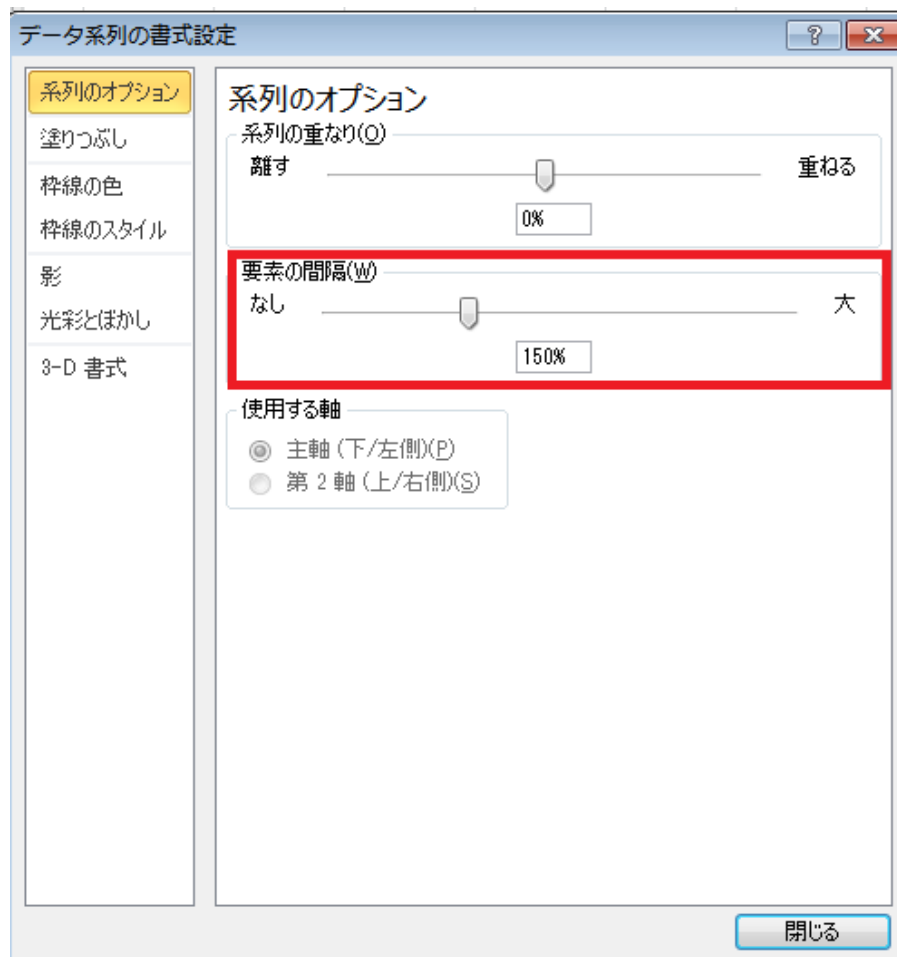 データ系列の書式設定
系列のオプション
塗りつぶし
枠線の色
枠線のスタイル
影
光彩とぼかし
3-D 書式
系列のオプション
系列の重なり(O)
離す 重ねる
0%
要素の間隔(W)
なし 大
150%
使用する軸
主軸 (下/左側)(P)
第 2 軸 (上/右側)(S)
閉じる